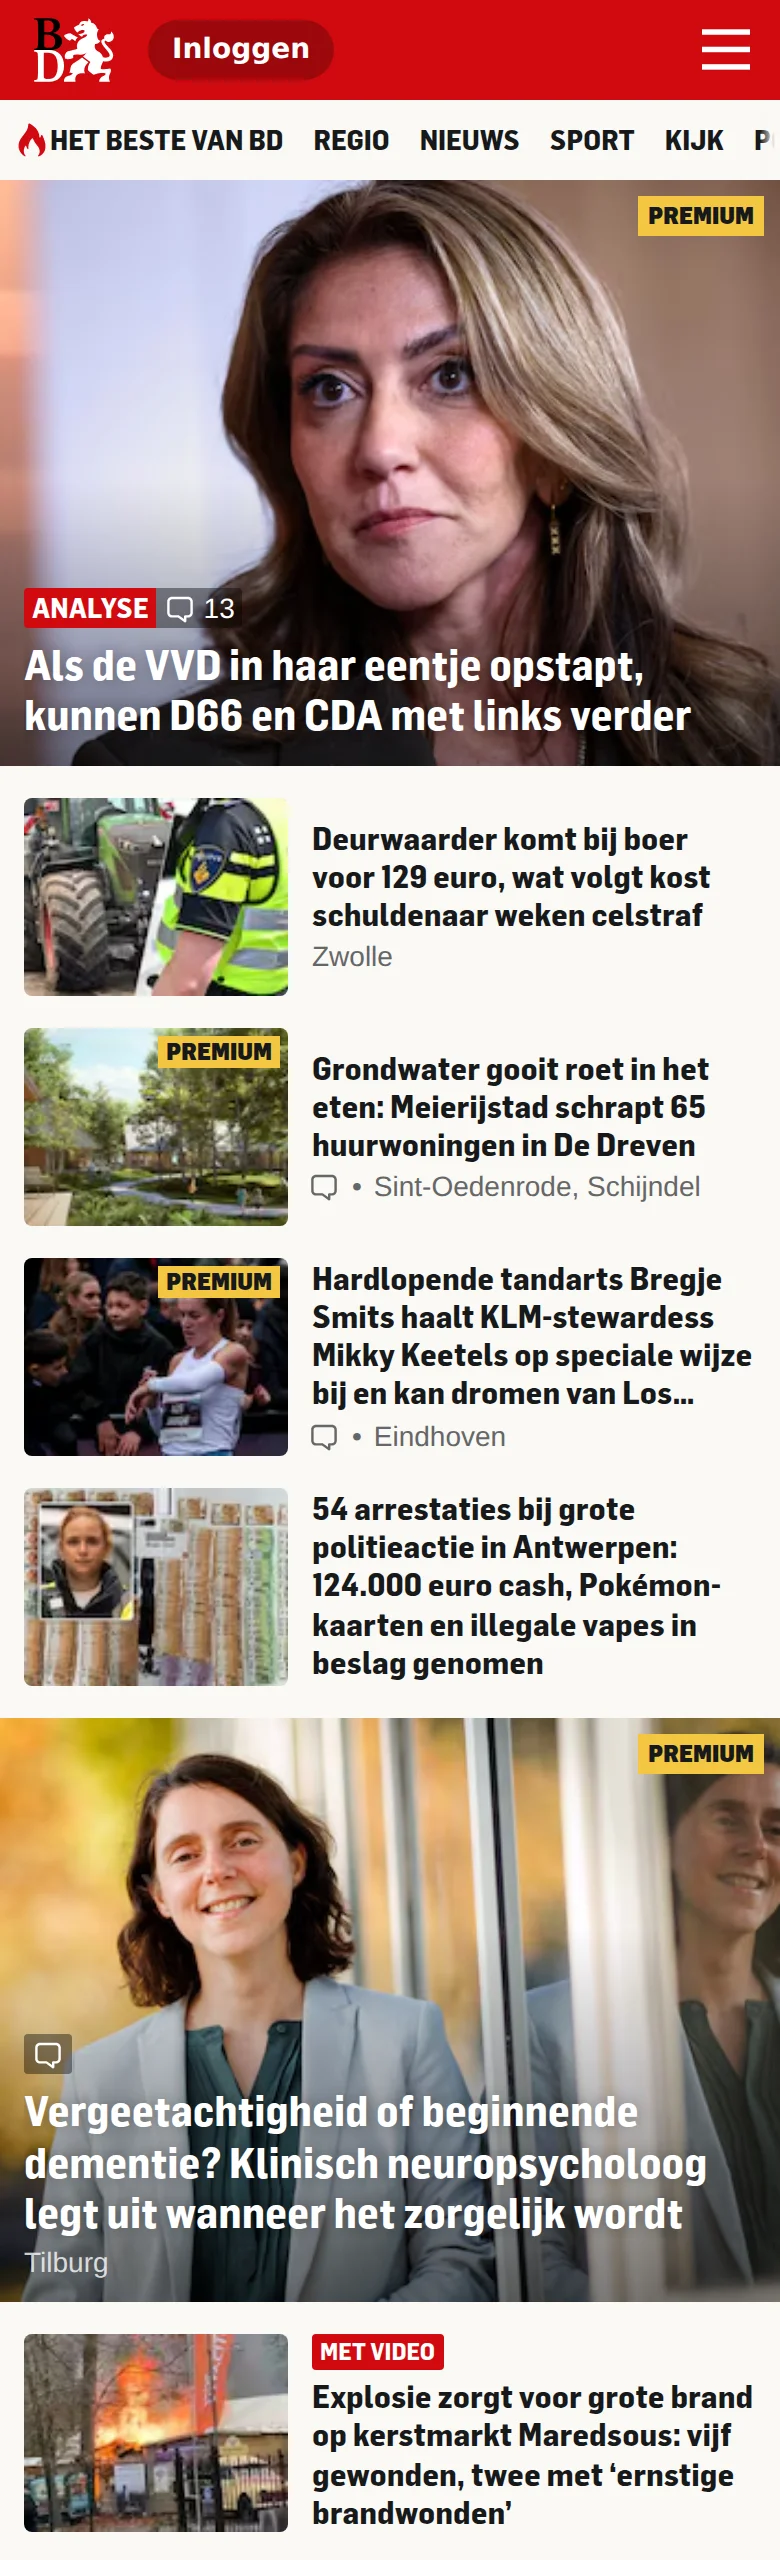 BD
Inloggen
HET BESTE VAN BD REGIO NIEUWS SPORT KIJK
PREMIUM
ANALYSE 13
Als de VVD in haar eentje opstapt,
kunnen D66 en CDA met links verder
Deurwaarder komt bij boer
voor 129 euro, wat volgt kost
schuldenaar weken celstraf
Zwolle
PREMIUM
Grondwater gooit roet in het
eten: Meierijstad schrapt 65
huurwoningen in De Dreven
• Sint-Oedenrode, Schijndel
PREMIUM
Hardlopende tandarts Bregje
Smits haalt KLM-stewardess
Mikky Keetels op speciale wijze
bij en kan dromen van Los...
• Eindhoven
54 arrestaties bij grote
politieactie in Antwerpen:
124.000 euro cash, Pokémon-
kaarten en illegale vapes in
beslag genomen
PREMIUM
Vergeetachtigheid of beginnende
dementie? Klinisch neuropsycholoog
legt uit wanneer het zorgelijk wordt
Tilburg
MET VIDEO
Explosie zorgt voor grote brand
op kerstmarkt Maredsous: vijf
gewonden, twee met ‘ernstige
brandwonden’